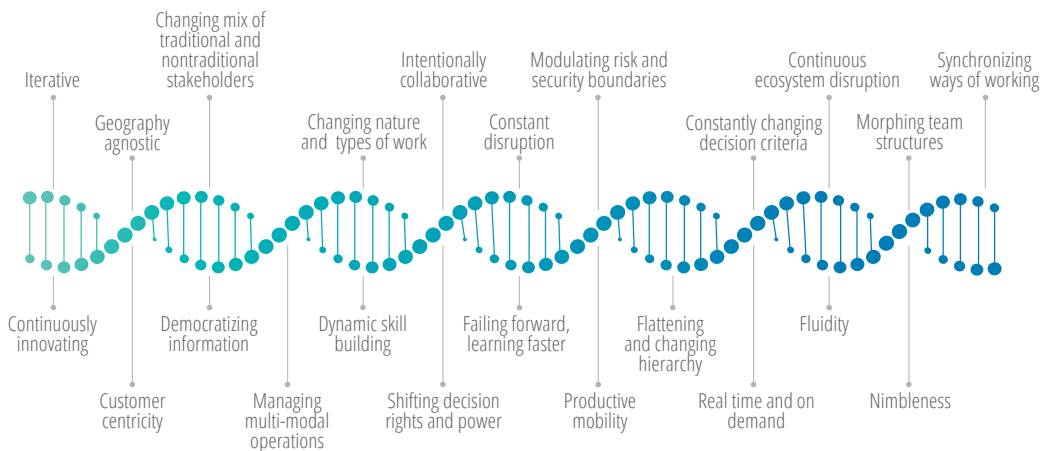 Iterative
Geography
agnostic
Changing mix of
traditional and
nontraditional
stakeholders
Changing nature
and types of work
Intentionally
collaborative
Constant
disruption
Modulating risk and
security boundaries
Constantly changing
decision criteria
Continuous
ecosystem disruption
Morphing team
structures
Synchronizing
ways of working
Continuously
innovating
Customer
centricity
Democratizing
information
Managing
multi-modal
operations
Dynamic skill
building
Shifting decision
rights and power
Failing forward,
learning faster
Productive
mobility
Flattening
and changing
hierarchy
Real time and on
demand
Fluidity
Nimbleness